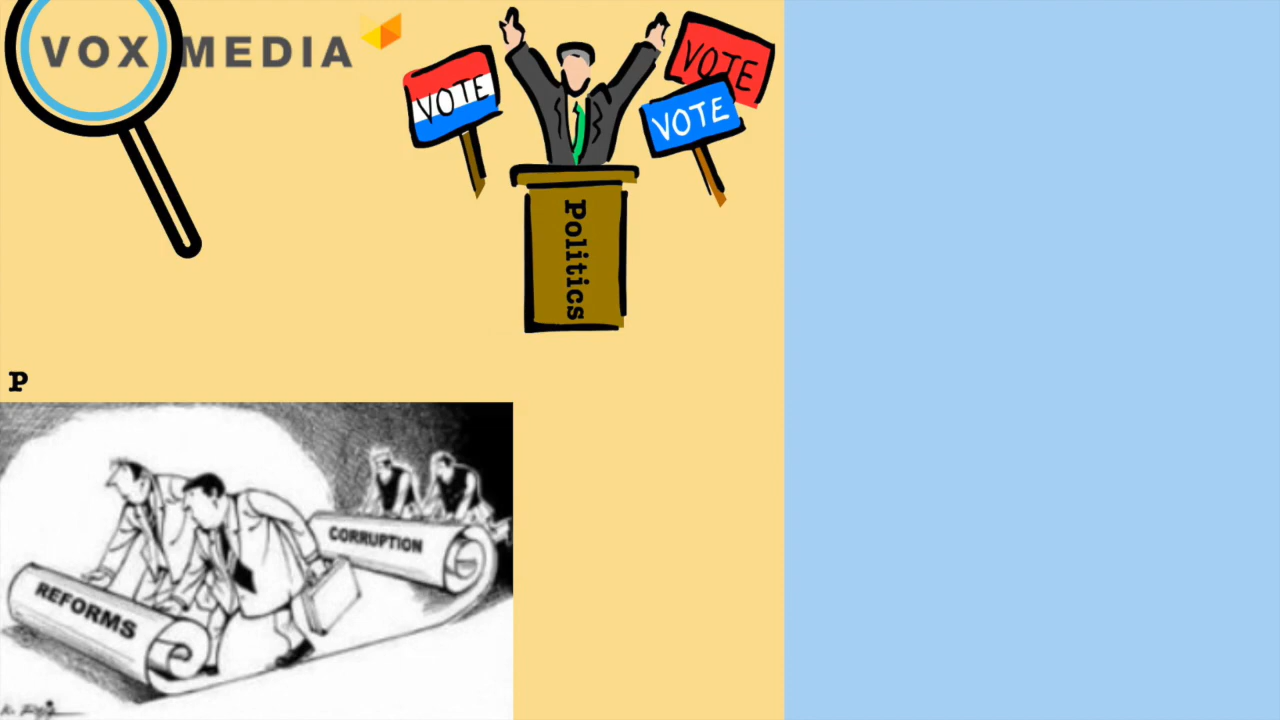 VOX MEDIA
VOTE
VOTE
VOTE
Politics
P
CORRUPTION
REFORMS